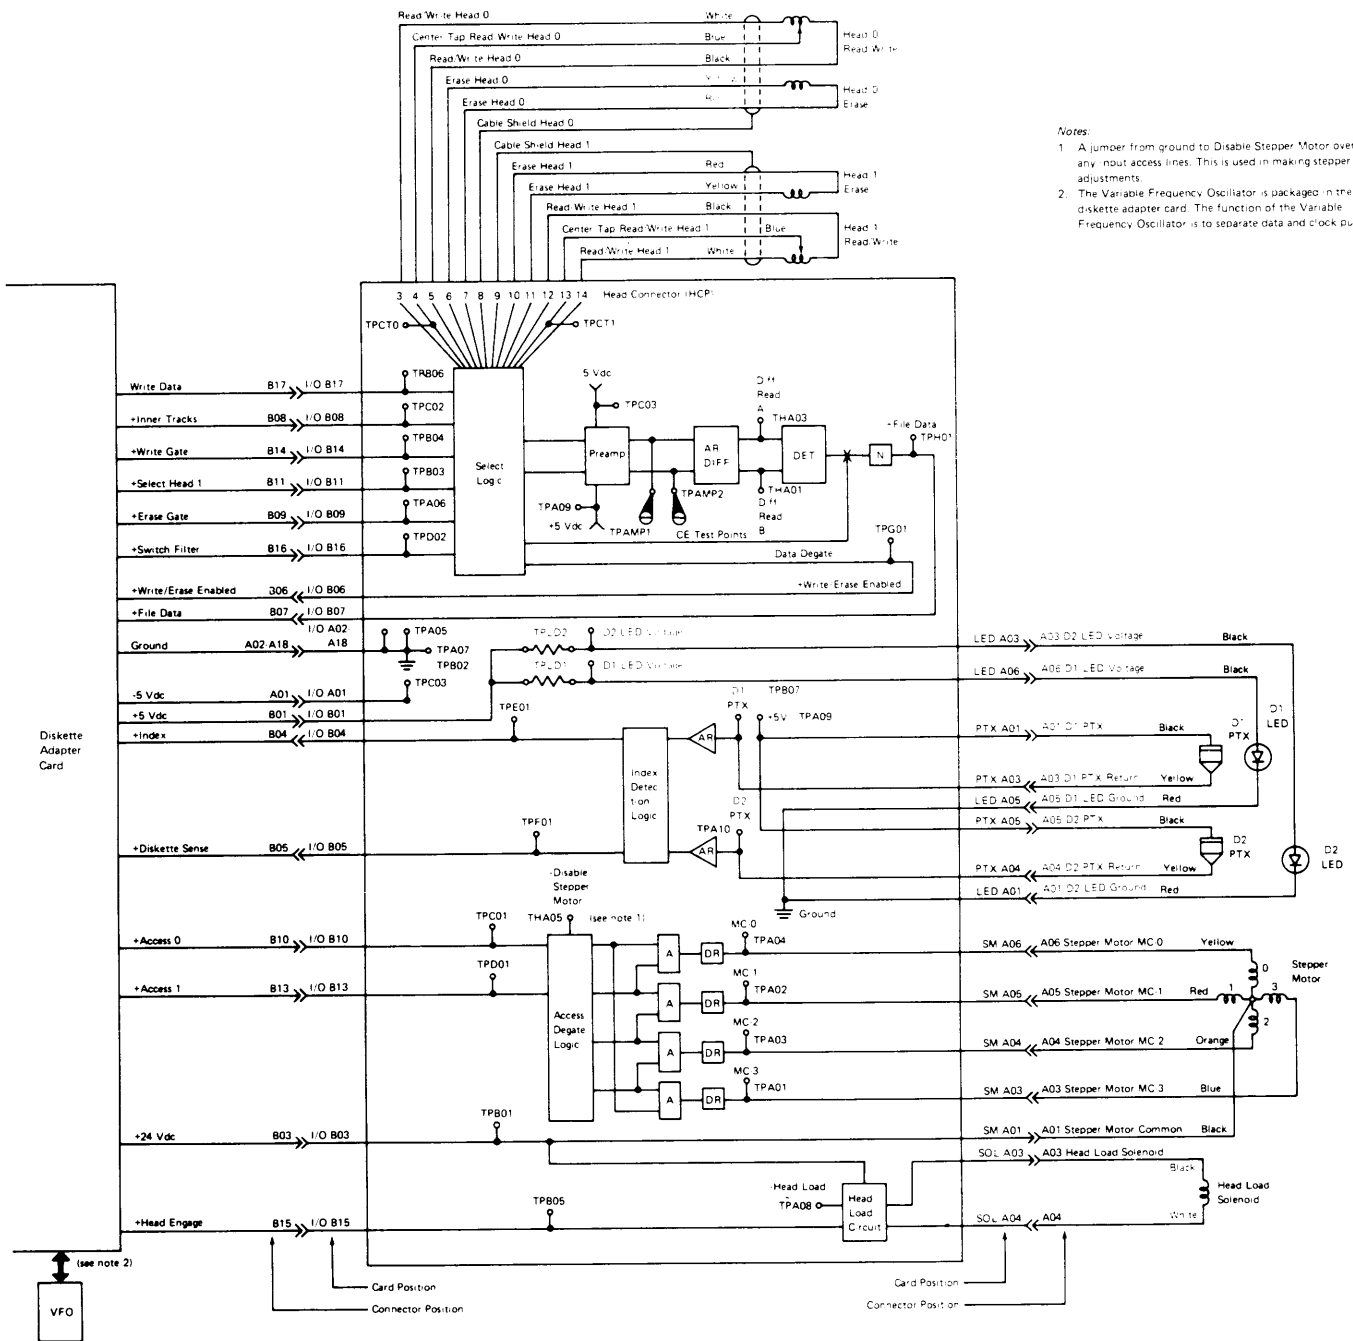 Read/Write Head 0 White
Center Tap Read Write Head 0 Blue
Read/Write Head 0 Black
Head 0
Read Write
Erase Head 0
Erase Head 0
Head 0
Erase
Cable Shield Head 0
Cable Shield Head 1
Erase Head 1 Red
Erase Head 1 Yellow
Head 1
Erase
Read/Write Head 1 Black
Center Tap Read/Write Head 1 Blue
Read/Write Head 1 White
Head 1
Read/Write
Notes:
1 A jumper from ground to Disable Stepper Motor over
any input access lines. This is used in making stepper
adjustments.
2. The Variable Frequency Oscillator is packaged in the
diskette adapter card. The function of the Variable
Frequency Oscillator is to separate data and clock pu
3 4 5 6 7 8 9 10 11 12 13 14 Head Connector (HCP)
TPCT0 TPCT1
Write Data B17 I/O B17 TRB06
+Inner Tracks B08 I/O B08 TPC02
+Write Gate B14 I/O B14 TPB04
+Select Head 1 B11 I/O B11 TPB03
+Erase Gate B09 I/O B09 TPA06
+Switch Filter B16 I/O B16 TPD02
Select
Logic
5 Vdc
TPC03
Preamp
TPA09
+5 Vdc
TPAMP1
TPAMP2
CE Test Points
AR
DIFF
Diff
Read
A
THA03
THA01
Diff
Read
B
DET
N
+File Data
TPH01
TPG01
Data Degate
+Write/Erase Enabled
+Write/Erase Enabled B06 I/O B06
+File Data B07 I/O B07
Ground A02-A18 I/O A02
A18
TPA05
TPA07
TPB02
-5 Vdc A01 I/O A01 TPC03
+5 Vdc B01 I/O B01
+Index B04 I/O B04 TPE01
TPLD2 D2 LED Voltage
TPLD1 D1 LED Voltage
Diskette
Adapter
Card
Index
Detec
tion
Logic
AR
D1
PTX
TPB07
+5V TPA09
D2
PTX
TPA10
AR
+Diskette Sense B05 I/O B05 TPF01
LED A03 A03 D2 LED Voltage Black
LED A06 A06 D1 LED Voltage Black
PTX A01 A01 D1 PTX Black
D1
PTX
D1
LED
PTX A03 A03 D1 PTX Return Yellow
LED A05 A05 D1 LED Ground Red
PTX A05 A05 D2 PTX Black
D2
PTX
D2
LED
PTX A04 A04 D2 PTX Return Yellow
LED A01 A01 D2 LED Ground Red
Ground
-Disable
Stepper
Motor
THA05 (see note 1)
+Access 0 B10 I/O B10 TPC01
+Access 1 B13 I/O B13 TPD01
Access
Degate
Logic
A DR MC-0 TPA04
A DR MC-1 TPA02
A DR MC-2 TPA03
A DR MC-3 TPA01
SM A06 A06 Stepper Motor MC-0 Yellow
SM A05 A05 Stepper Motor MC-1 Red
SM A04 A04 Stepper Motor MC 2 Orange
SM A03 A03 Stepper Motor MC 3 Blue
0 1 2 3
Stepper
Motor
+24 Vdc B03 I/O B03 TPB01
SM A01 A01 Stepper Motor Common Black
SOL A03 A03 Head Load Solenoid
Black
Head Load
Solenoid
White
-Head Load
TPA08
Head
Load
Circuit
+Head Engage B15 I/O B15 TPB05
SOL A04 A04
(see note 2)
VFO
Card Position
Connector Position
Card Position
Connector Position